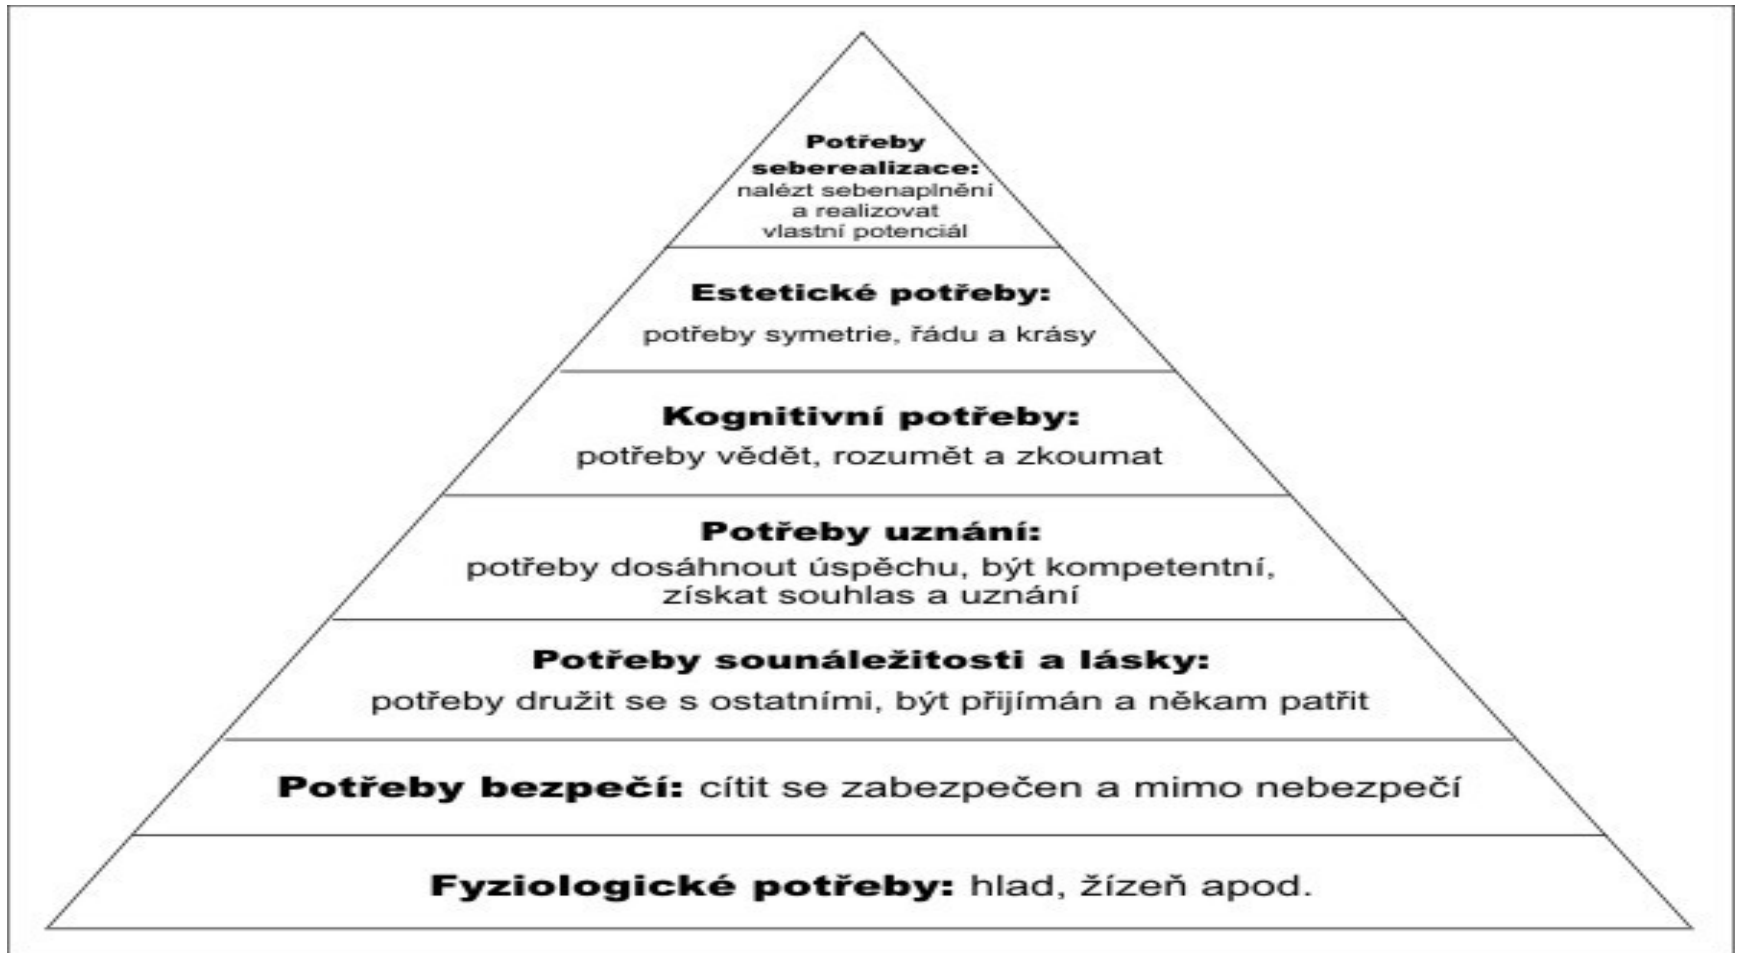 Potřeby
seberealizace:
nalézt sebenaplnění
a realizovat
vlastní potenciál
Estetické potřeby:
potřeby symetrie, řádu a krásy
Kognitivní potřeby:
potřeby vědět, rozumět a zkoumat
Potřeby uznání:
potřeby dosáhnout úspěchu, být kompetentní,
získat souhlas a uznání
Potřeby sounáležitosti a lásky:
potřeby družit se s ostatními, být přijímán a někam patřit
Potřeby bezpečí: cítit se zabezpečen a mimo nebezpečí
Fyziologické potřeby: hlad, žízeň apod.